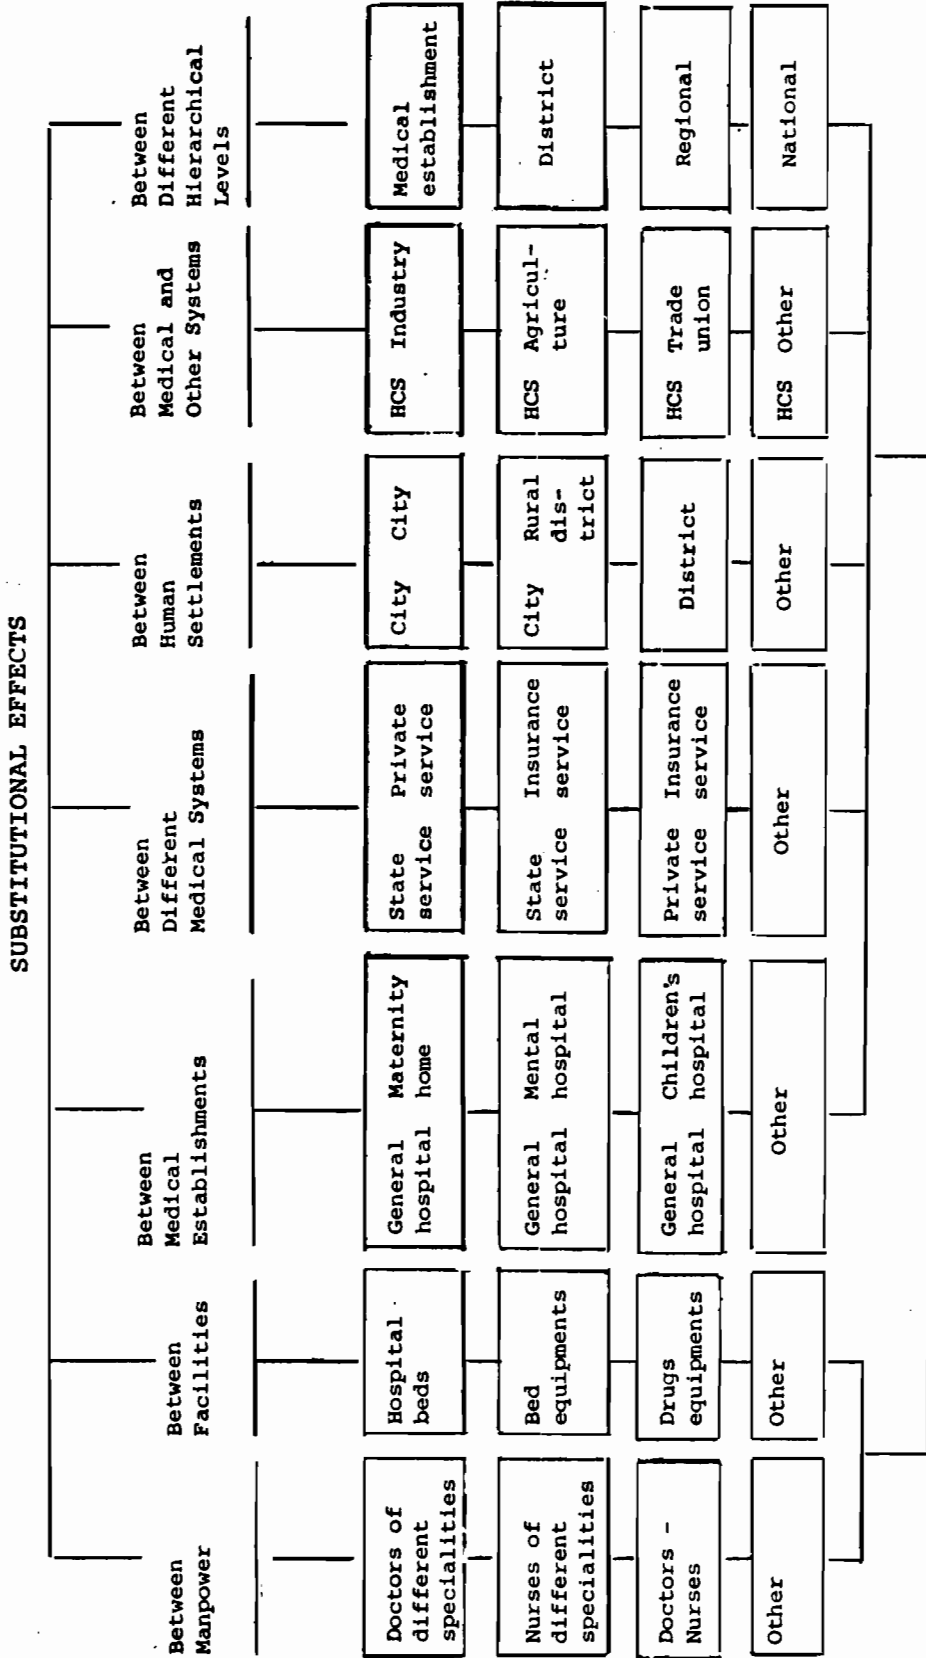 SUBSTITUTIONAL EFFECTS
Between
Manpower
Between
Facilities
Between
Medical
Establishments
Between
Different
Medical Systems
Between
Human
Settlements
Between
Medical and
Other Systems
Between
Different
Hierarchical
Levels
Doctors of
different
specialities
Hospital
beds
General Maternity
hospital home
State Private
service service
City City
HCS Industry
Medical
establishment
Nurses of
different
specialities
Bed
equipments
General Mental
hospital hospital
State Insurance
service service
City Rural
dis-
trict
HCS Agricul-
ture
District
Doctors -
Nurses
Drugs
equipments
General Children's
hospital hospital
Private Insurance
service service
District
HCS Trade
union
Regional
Other
Other
Other
Other
Other
HCS Other
National